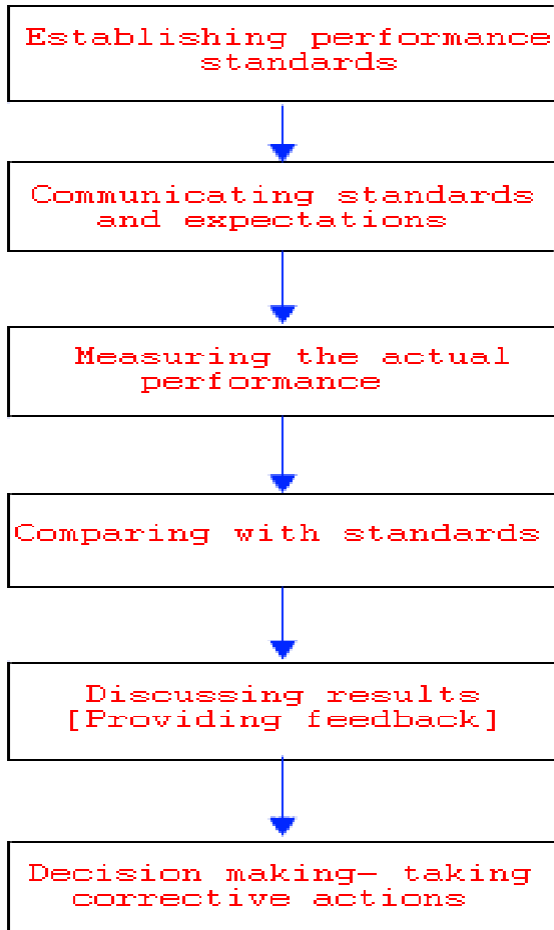 Establishing performance
standards
Communicating standards
and expectations
Measuring the actual
performance
Comparing with standards
Discussing results
[Providing feedback]
Decision making- taking
corrective actions